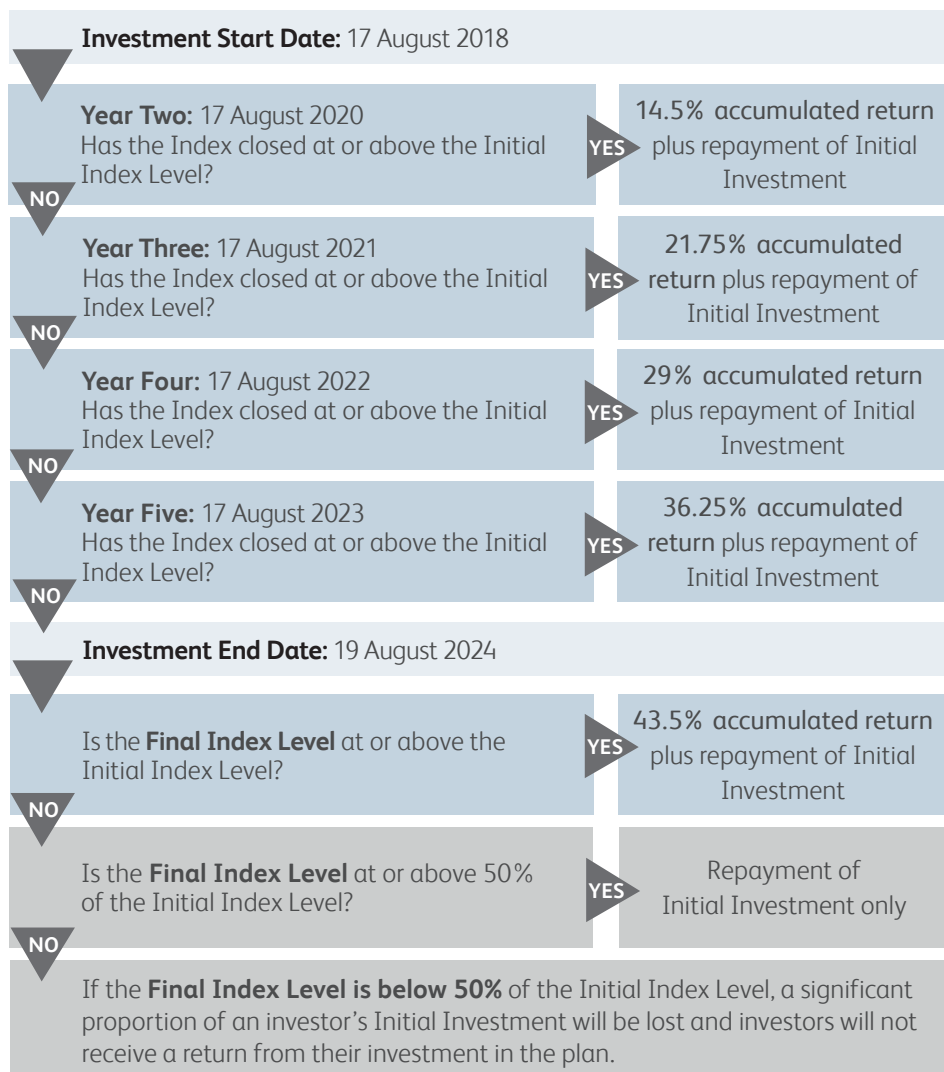 Investment Start Date: 17 August 2018
Year Two: 17 August 2020
Has the Index closed at or above the Initial
Index Level?
YES
14.5% accumulated return
plus repayment of Initial
Investment
NO
Year Three: 17 August 2021
Has the Index closed at or above the Initial
Index Level?
YES
21.75% accumulated
return plus repayment of
Initial Investment
NO
Year Four: 17 August 2022
Has the Index closed at or above the Initial
Index Level?
YES
29% accumulated return
plus repayment of Initial
Investment
NO
Year Five: 17 August 2023
Has the Index closed at or above the Initial
Index Level?
YES
36.25% accumulated
return plus repayment of
Initial Investment
NO
Investment End Date: 19 August 2024
Is the Final Index Level at or above the
Initial Index Level?
YES
43.5% accumulated return
plus repayment of Initial
Investment
NO
Is the Final Index Level at or above 50%
of the Initial Index Level?
YES
Repayment of
Initial Investment only
NO
If the Final Index Level is below 50% of the Initial Index Level, a significant
proportion of an investor's Initial Investment will be lost and investors will not
receive a return from their investment in the plan.